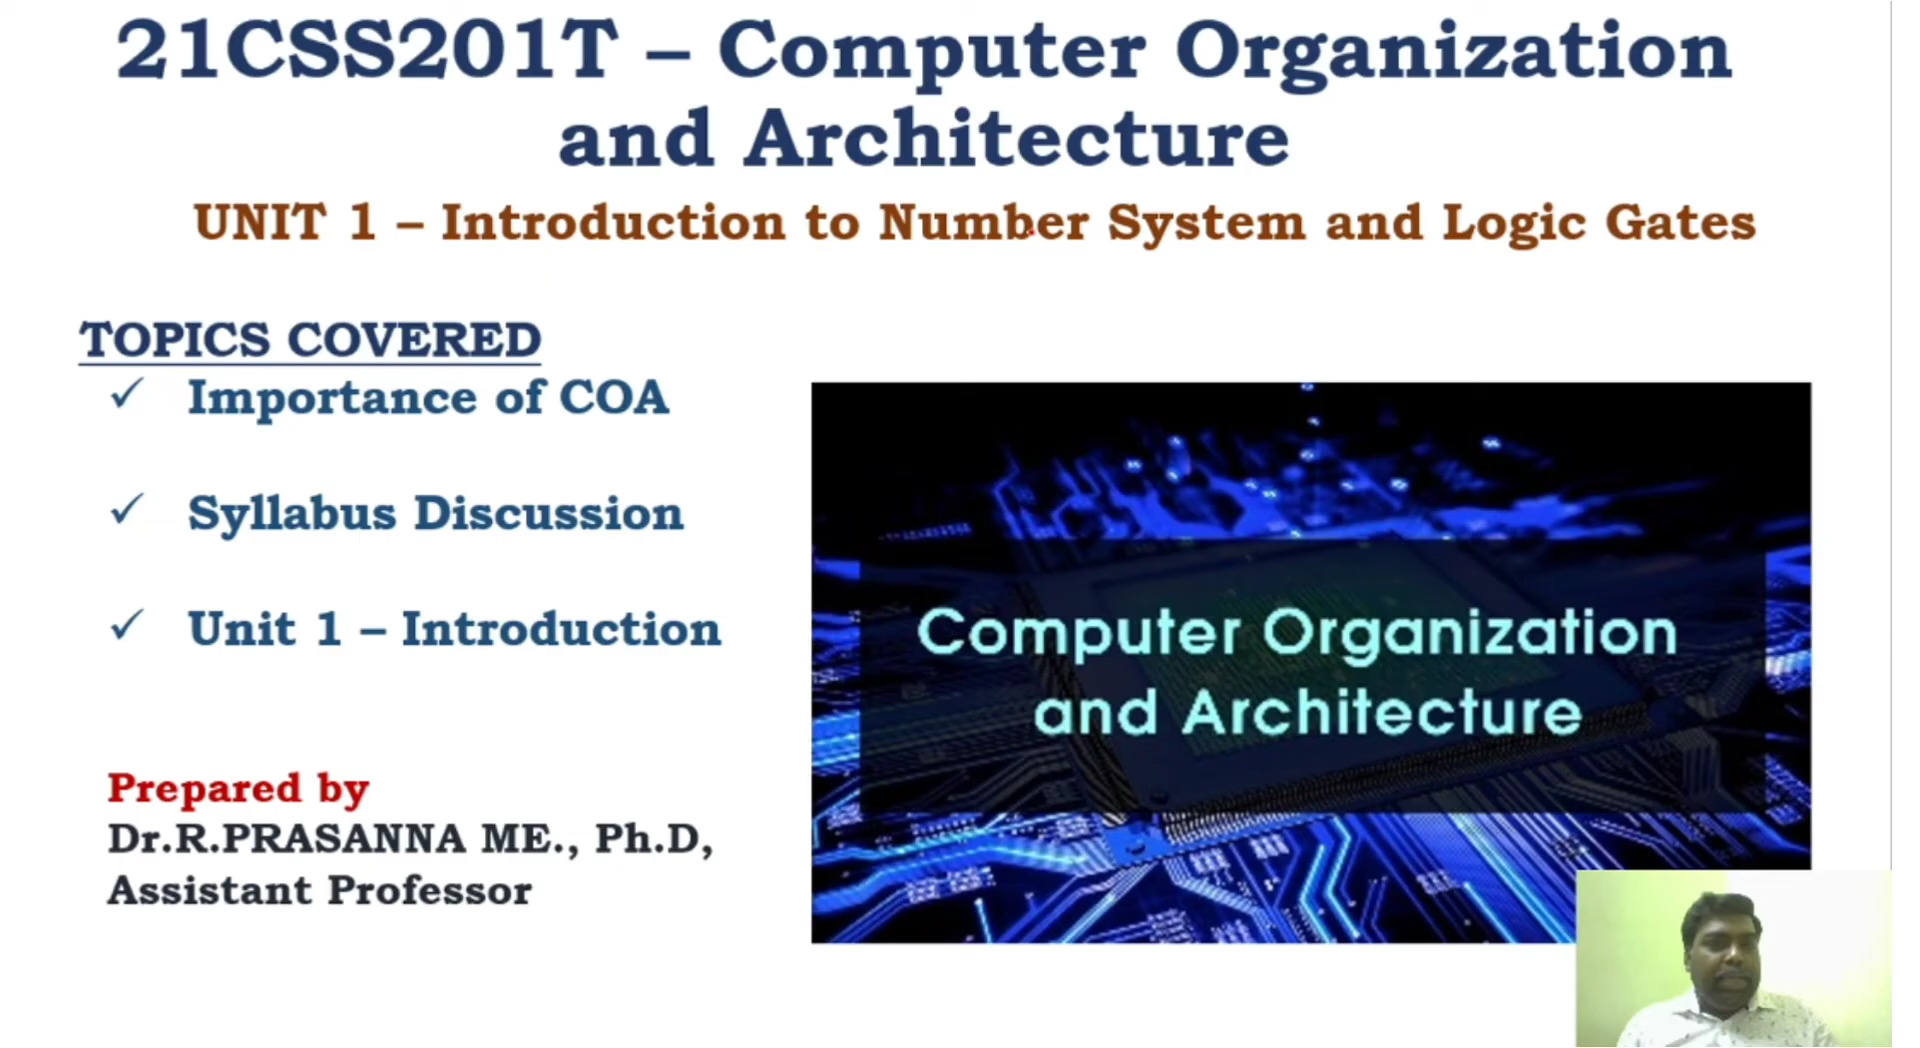 21CSS201T – Computer Organization
and Architecture
UNIT 1 – Introduction to Number System and Logic Gates
TOPICS COVERED
✓ Importance of COA
✓ Syllabus Discussion
✓ Unit 1 – Introduction
Computer Organization
and Architecture
Prepared by
Dr.R.PRASANNA ME., Ph.D,
Assistant Professor